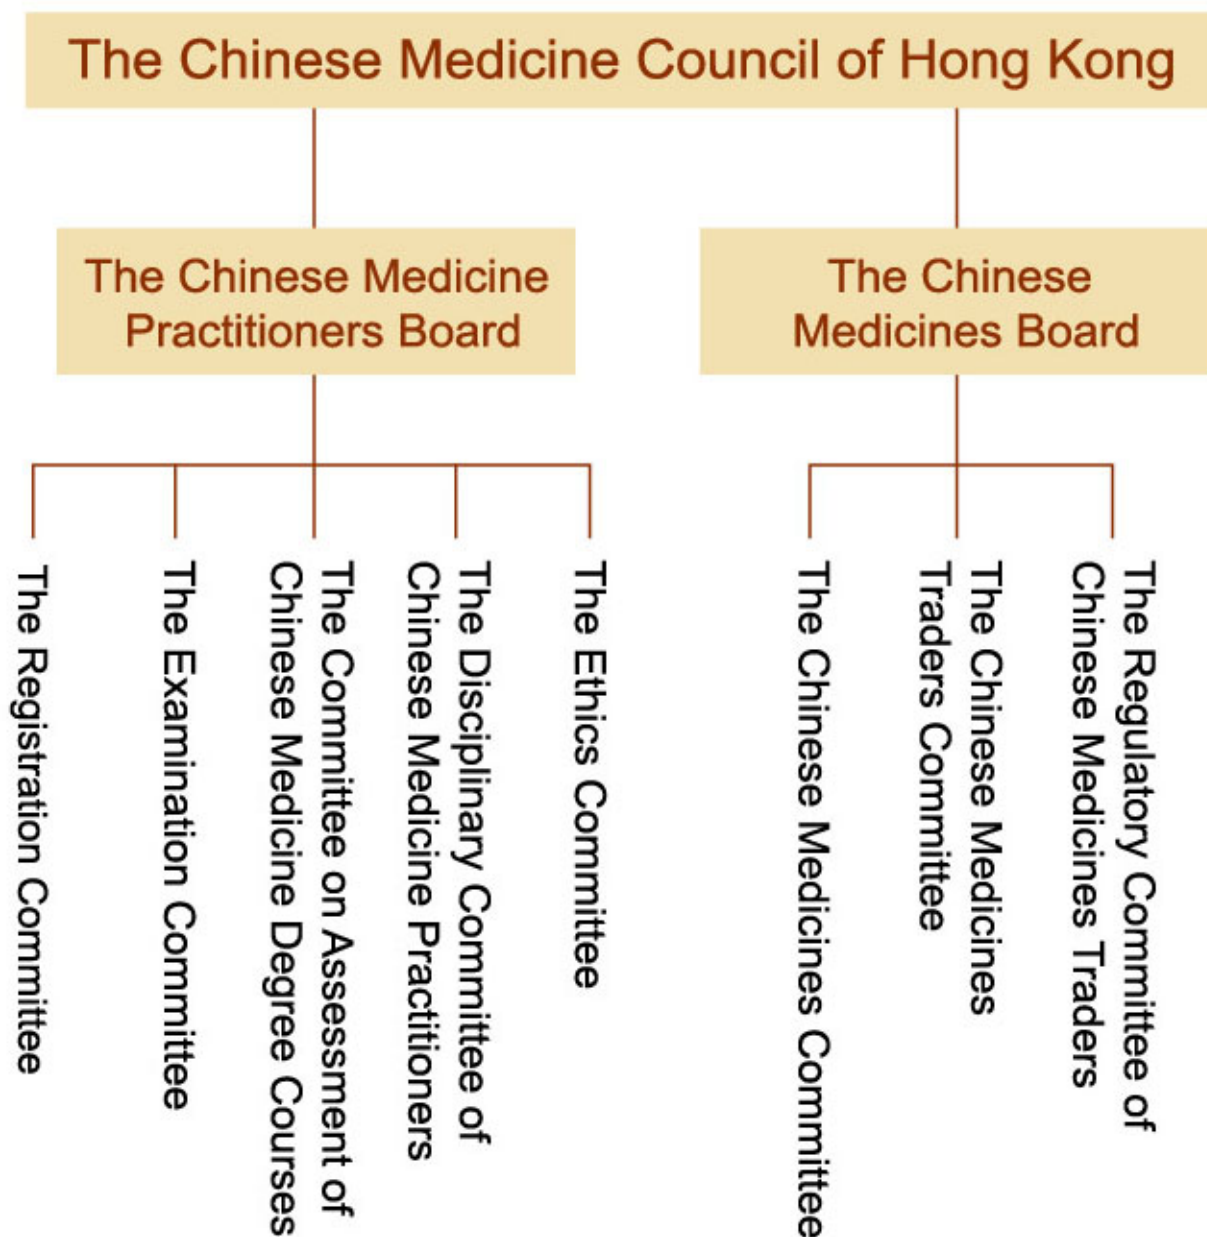 The Chinese Medicine Council of Hong Kong
The Chinese Medicine
Practitioners Board
The Chinese
Medicines Board
The Registration Committee
The Examination Committee
The Committee on Assessment of
Chinese Medicine Degree Courses
The Disciplinary Committee of
Chinese Medicine Practitioners
The Ethics Committee
The Chinese Medicines Committee
The Chinese Medicines
Traders Committee
The Regulatory Committee of
Chinese Medicines Traders